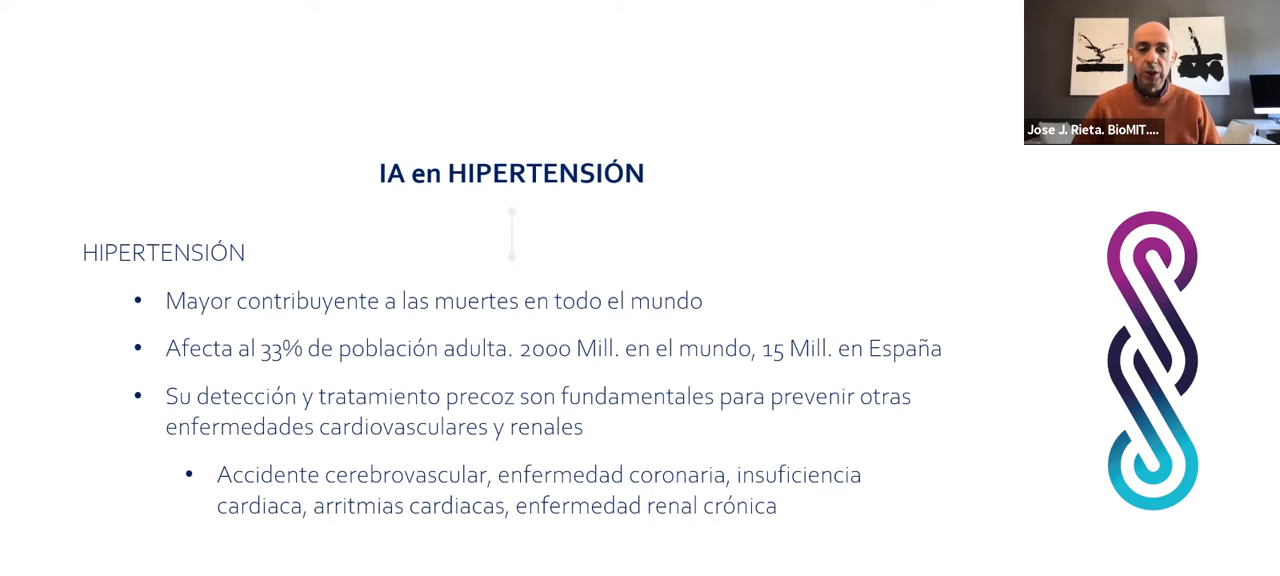 Jose J. Rieta. BioMIT....
IA en HIPERTENSIÓN
HIPERTENSIÓN
• Mayor contribuyente a las muertes en todo el mundo
• Afecta al 33% de población adulta. 2000 Mill. en el mundo, 15 Mill. en España
• Su detección y tratamiento precoz son fundamentales para prevenir otras
enfermedades cardiovasculares y renales
• Accidente cerebrovascular, enfermedad coronaria, insuficiencia
cardiaca, arritmias cardiacas, enfermedad renal crónica